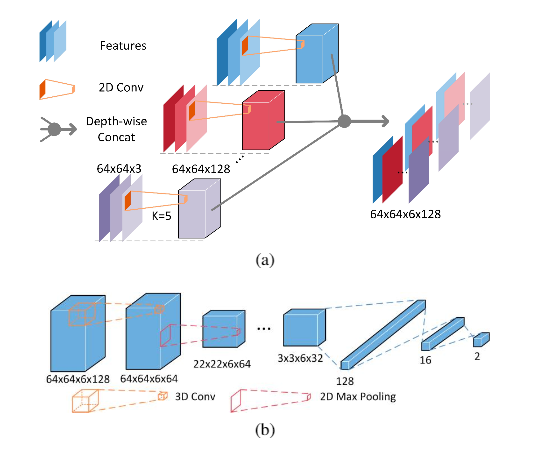 Features
2D Conv
Depth-wise
Concat
64x64x3
64x64x128
...
K=5
...
...
...
64x64x6x128
(a)
...
64x64x6x128
64x64x6x64
22x22x6x64
3x3x6x32
128
16
2
3D Conv
2D Max Pooling
(b)